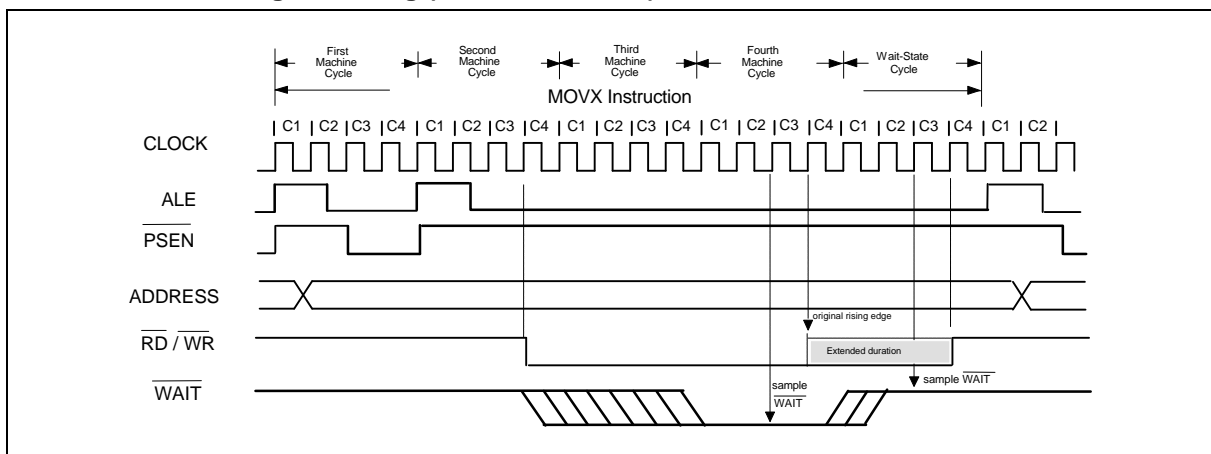 First
Machine
Cycle
Second
Machine
Cycle
Third
Machine
Cycle
Fourth
Machine
Cycle
Wait-State
Cycle
MOVX Instruction
| C1 | C2 |C3 | C4 | C1 | C2 | C3 | C4 | C1 | C2 | C3 | C4 | C1 | C2 | C3 | C4 | C1 | C2 | C3 | C4 | C1 | C2 |
CLOCK
ALE
PSEN
ADDRESS
original rising edge
RD / WR
Extended duration
sample WAIT
sample
WAIT
WAIT